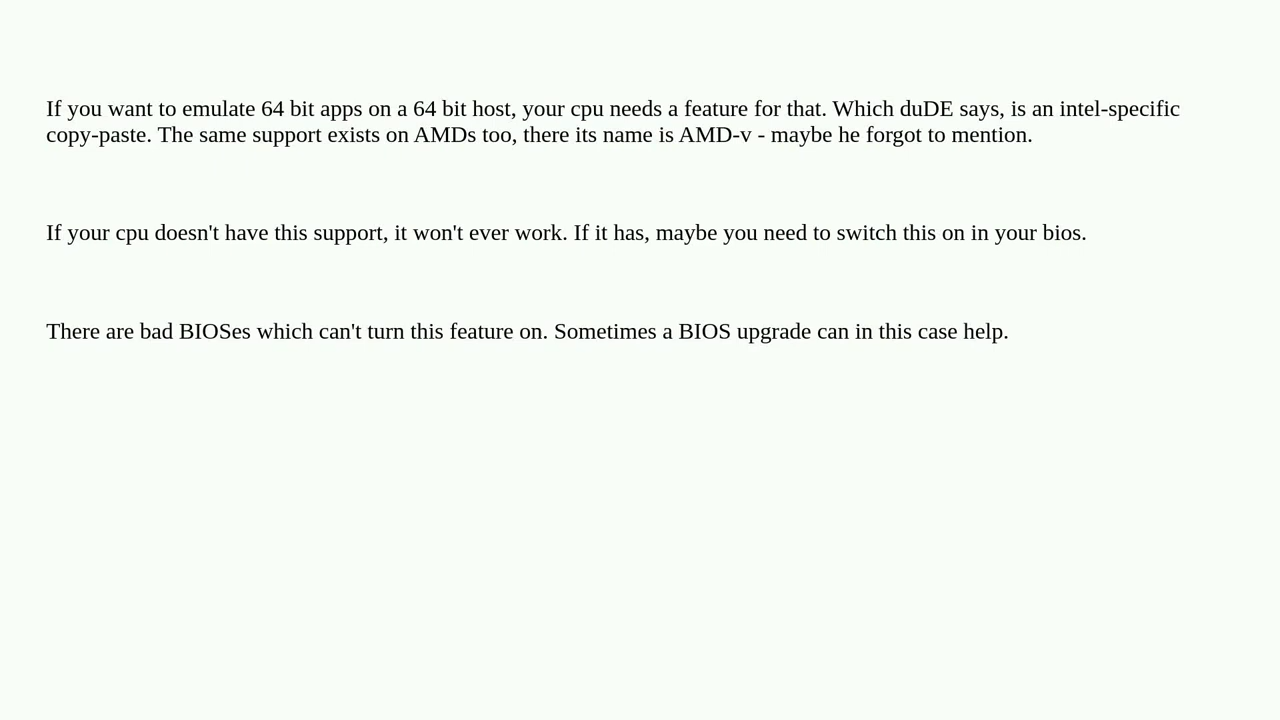 If you want to emulate 64 bit apps on a 64 bit host, your cpu needs a feature for that. Which duDE says, is an intel-specific
copy-paste. The same support exists on AMDs too, there its name is AMD-v - maybe he forgot to mention.
If your cpu doesn't have this support, it won't ever work. If it has, maybe you need to switch this on in your bios.
There are bad BIOSes which can't turn this feature on. Sometimes a BIOS upgrade can in this case help.